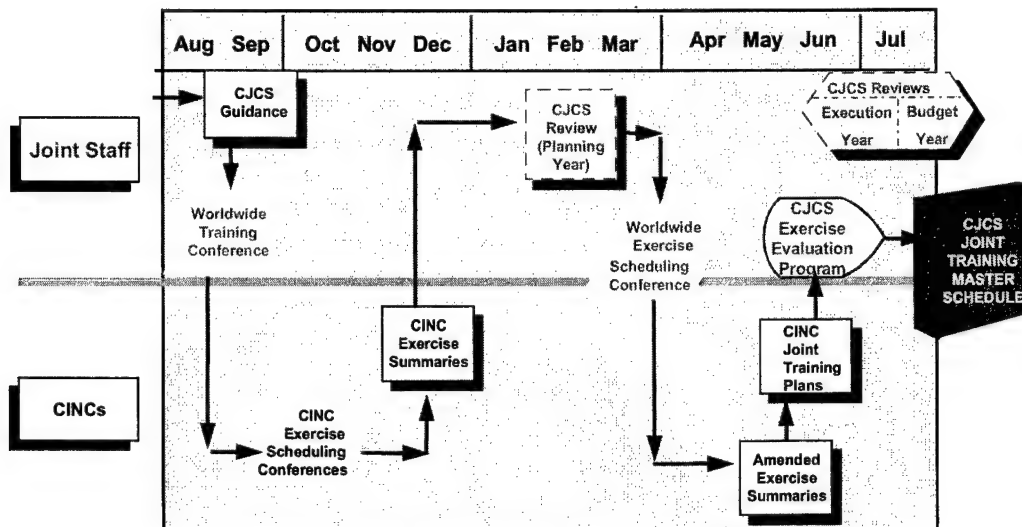 Aug Sep Oct Nov Dec Jan Feb Mar Apr May Jun Jul
Joint Staff
CJCS
Guidance
Worldwide
Training
Conference
CINC
Exercise
Scheduling
Conferences
CINC
Exercise
Summaries
CJCS
Review
(Planning
Year)
Worldwide
Exercise
Scheduling
Conference
CJCS Reviews
Execution
Year
Budget
Year
CJCS
Exercise
Evaluation
Program
CJCS
JOINT
TRAINING
MASTER
SCHEDULE
CINC
Joint
Training
Plans
CINCs
Amended
Exercise
Summaries